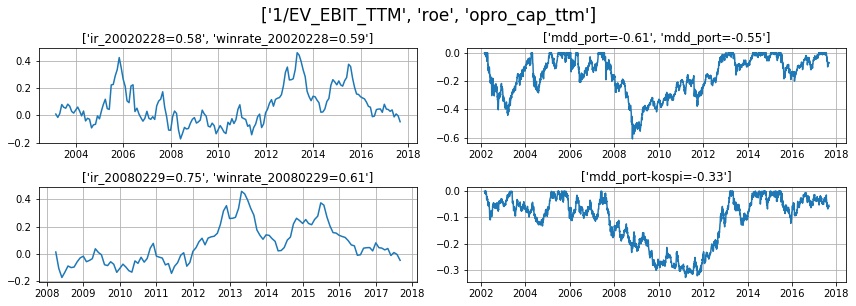 ['1/EV_EBIT_TTM', 'roe', 'opro_cap_ttm']
['ir_20020228=0.58', 'winrate_20020228=0.59']
0.4
0.2
0.0
−0.2
2004 2006 2008 2010 2012 2014 2016 2018
['mdd_port=-0.61', 'mdd_port=-0.55']
0.0
−0.2
−0.4
−0.6
2002 2004 2006 2008 2010 2012 2014 2016 2018
['ir_20080229=0.75', 'winrate_20080229=0.61']
0.4
0.2
0.0
−0.2
2008 2009 2010 2011 2012 2013 2014 2015 2016 2017 2018
['mdd_port-kospi=-0.33']
0.0
−0.1
−0.2
−0.3
2002 2004 2006 2008 2010 2012 2014 2016 2018